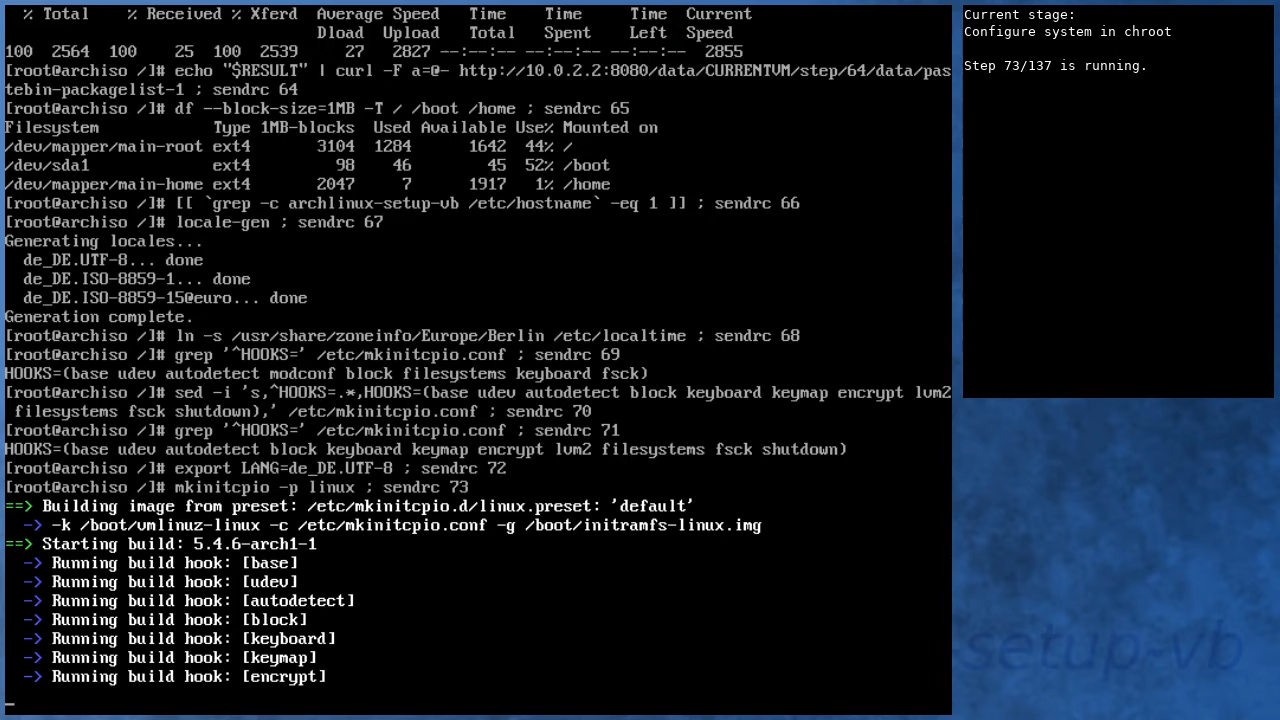 % Total    % Received % Xferd  Average Speed   Time    Time     Time  Current
                                 Dload  Upload   Total   Spent    Left  Speed
100  2564  100    25  100  2539     27   2827 --:--:-- --:--:-- --:--:--  2855
[root@archiso /]# echo "$RESULT" | curl -F a=@- http://10.0.2.2:8080/data/CURRENTVM/step/64/data/pas
tebin-packagelist-1 ; sendrc 64
[root@archiso /]# df --block-size=1MB -T / /boot /home ; sendrc 65
Filesystem            Type 1MB-blocks  Used Available Use% Mounted on
/dev/mapper/main-root ext4       3104  1284      1642  44% /
/dev/sda1             ext4         98    46        45  52% /boot
/dev/mapper/main-home ext4       2047     7      1917   1% /home
[root@archiso /]# [[ `grep -c archlinux-setup-vb /etc/hostname` -eq 1 ]] ; sendrc 66
[root@archiso /]# locale-gen ; sendrc 67
Generating locales...
  de_DE.UTF-8... done
  de_DE.ISO-8859-1... done
  de_DE.ISO-8859-15@euro... done
Generation complete.
[root@archiso /]# ln -s /usr/share/zoneinfo/Europe/Berlin /etc/localtime ; sendrc 68
[root@archiso /]# grep '^HOOKS=' /etc/mkinitcpio.conf ; sendrc 69
HOOKS=(base udev autodetect modconf block filesystems keyboard fsck)
[root@archiso /]# sed -i 's,^HOOKS=.*,HOOKS=(base udev autodetect block keyboard keymap encrypt lvm2
 filesystems fsck shutdown),' /etc/mkinitcpio.conf ; sendrc 70
[root@archiso /]# grep '^HOOKS=' /etc/mkinitcpio.conf ; sendrc 71
HOOKS=(base udev autodetect block keyboard keymap encrypt lvm2 filesystems fsck shutdown)
[root@archiso /]# export LANG=de_DE.UTF-8 ; sendrc 72
[root@archiso /]# mkinitcpio -p linux ; sendrc 73
==> Building image from preset: /etc/mkinitcpio.d/linux.preset: 'default'
  -> -k /boot/vmlinuz-linux -c /etc/mkinitcpio.conf -g /boot/initramfs-linux.img
==> Starting build: 5.4.6-arch1-1
  -> Running build hook: [base]
  -> Running build hook: [udev]
  -> Running build hook: [autodetect]
  -> Running build hook: [block]
  -> Running build hook: [keyboard]
  -> Running build hook: [keymap]
  -> Running build hook: [encrypt]
_
Current stage:
Configure system in chroot
Step 73/137 is running.
-setup-vb